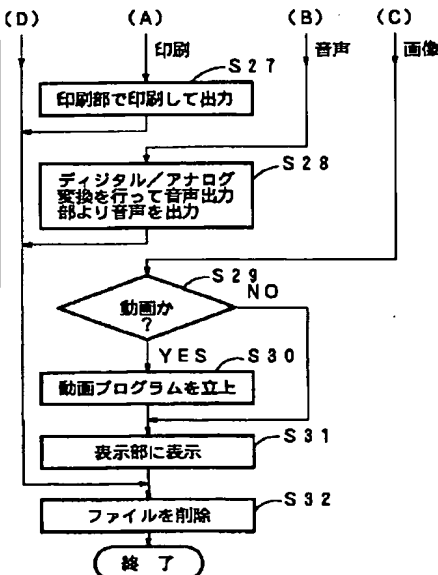 (D) (A) (B) (C)
印刷 音声 画像
S27
印刷部で印刷して出力
S28
ディジタル/アナログ
変換を行って音声出力
部より音声を出力
S29
動画か
?
NO
YES S30
動画プログラムを立上
S31
表示部に表示
S32
ファイルを削除
終了